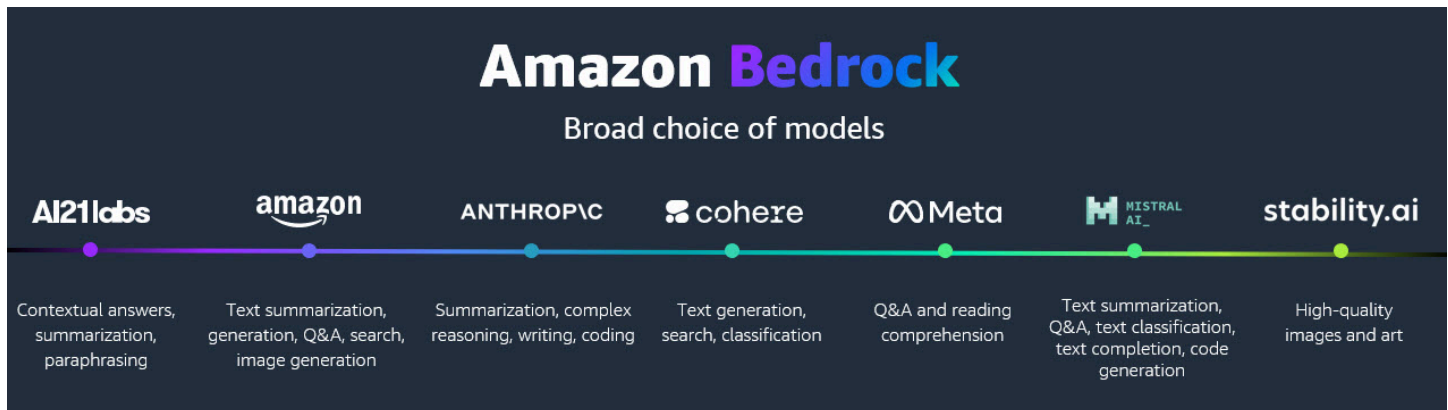 Amazon Bedrock
Broad choice of models
AI21labs
amazon
ANTHROP\C
cohere
Meta
MISTRAL
AI_
stability.ai
Contextual answers,
summarization,
paraphrasing
Text summarization,
generation, Q&A, search,
image generation
Summarization, complex
reasoning, writing, coding
Text generation,
search, classification
Q&A and reading
comprehension
Text summarization,
Q&A, text classification,
text completion, code
generation
High-quality
images and art